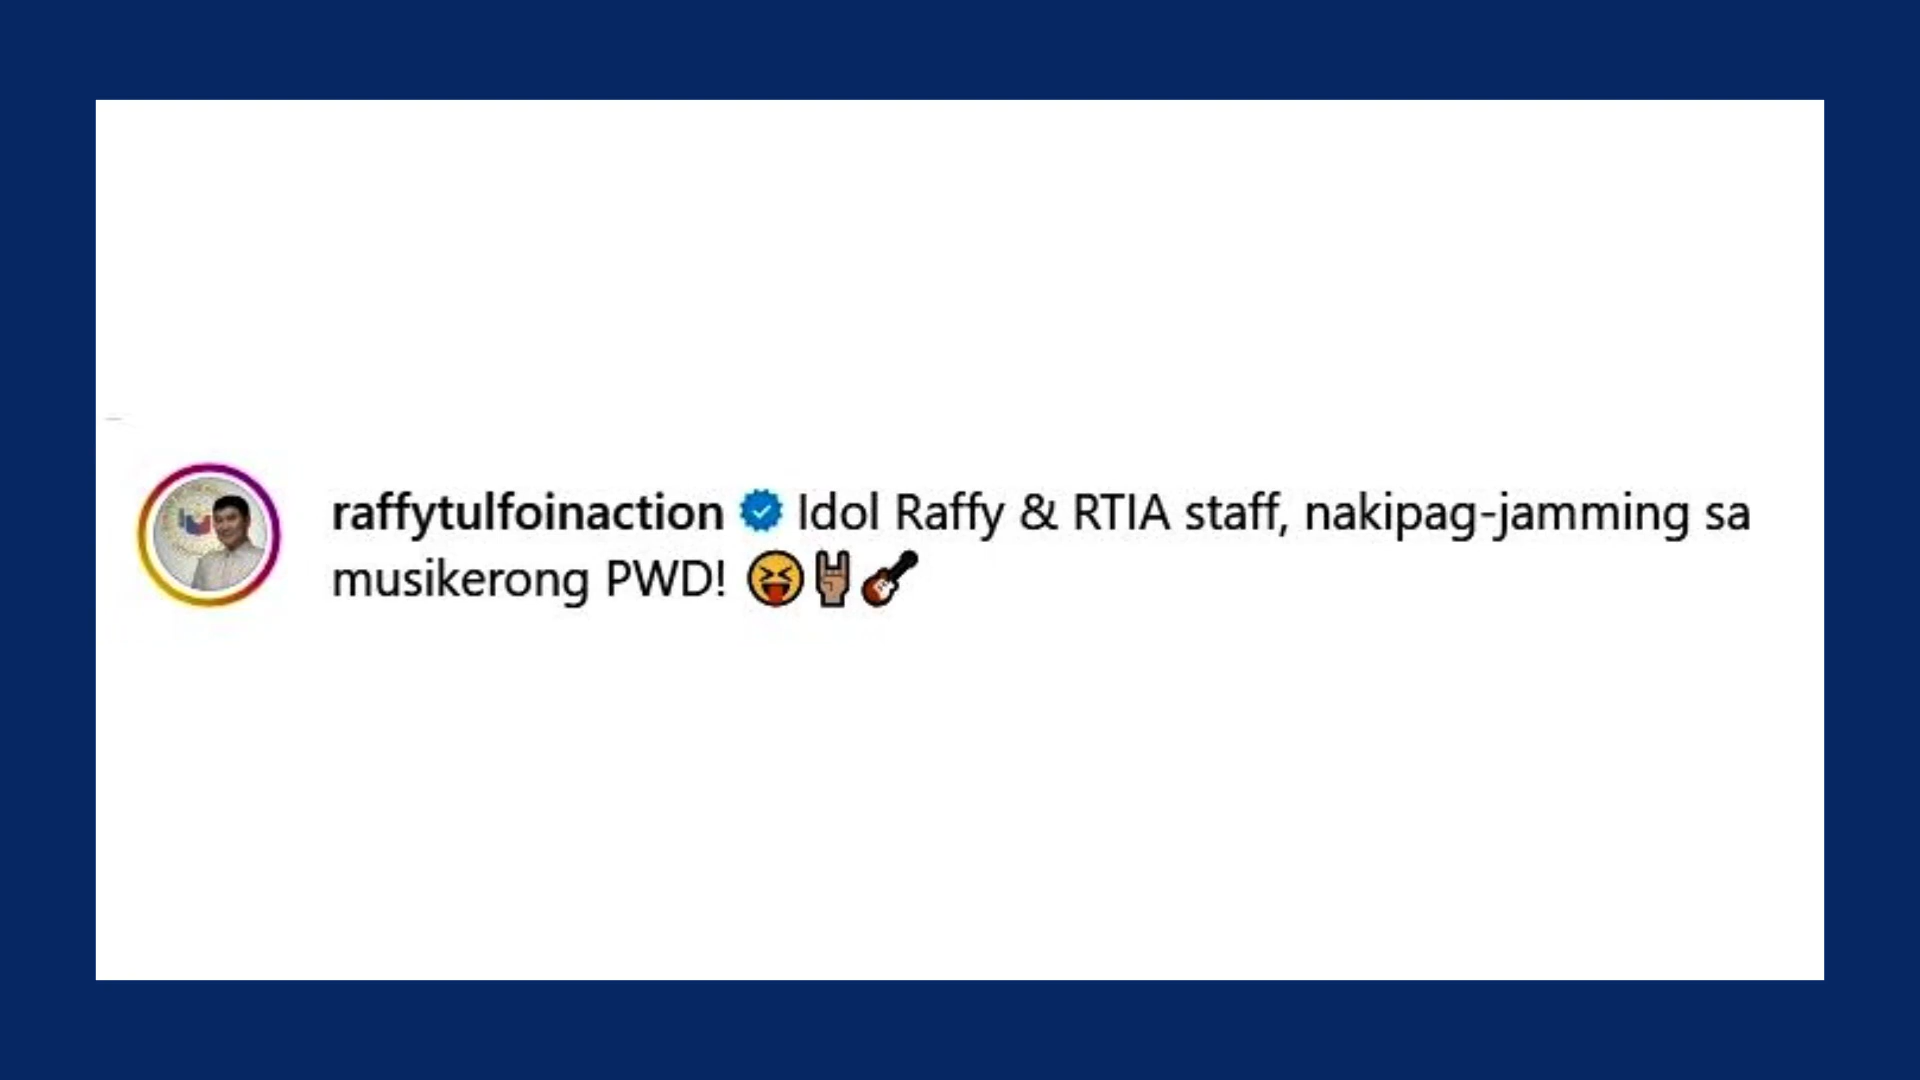 raffytulfoinaction Idol Raffy & RTIA staff, nakipag-jamming sa
musikerong PWD! 😝🤘🏽🎸